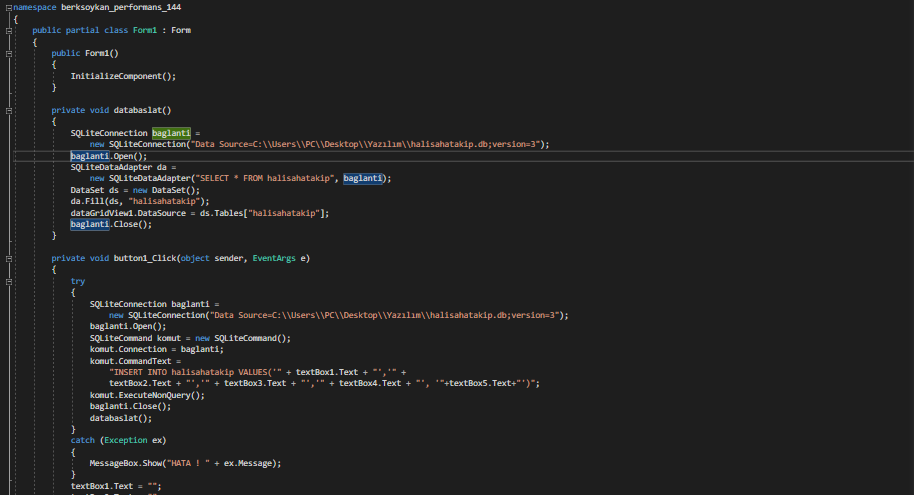 namespace berksoykan_performans_144
{
public partial class Form1 : Form
{
public Form1()
{
InitializeComponent();
}
private void databaslat()
{
SQLiteConnection baglanti =
new SQLiteConnection("Data Source=C:\\Users\\PC\\Desktop\\Yazılım\\halisahatakip.db;version=3");
baglanti.Open();
SQLiteDataAdapter da =
new SQLiteDataAdapter("SELECT * FROM halisahatakip", baglanti);
DataSet ds = new DataSet();
da.Fill(ds, "halisahatakip");
dataGridView1.DataSource = ds.Tables["halisahatakip"];
baglanti.Close();
}
private void button1_Click(object sender, EventArgs e)
{
try
{
SQLiteConnection baglanti =
new SQLiteConnection("Data Source=C:\\Users\\PC\\Desktop\\Yazılım\\halisahatakip.db;version=3");
baglanti.Open();
SQLiteCommand komut = new SQLiteCommand();
komut.Connection = baglanti;
komut.CommandText =
"INSERT INTO halisahatakip VALUES('" + textBox1.Text + "','" +
textBox2.Text + "','" + textBox3.Text + "','" + textBox4.Text + "', '"+textBox5.Text+"')";
komut.ExecuteNonQuery();
baglanti.Close();
databaslat();
}
catch (Exception ex)
{
MessageBox.Show("HATA ! " + ex.Message);
}
textBox1.Text = "";